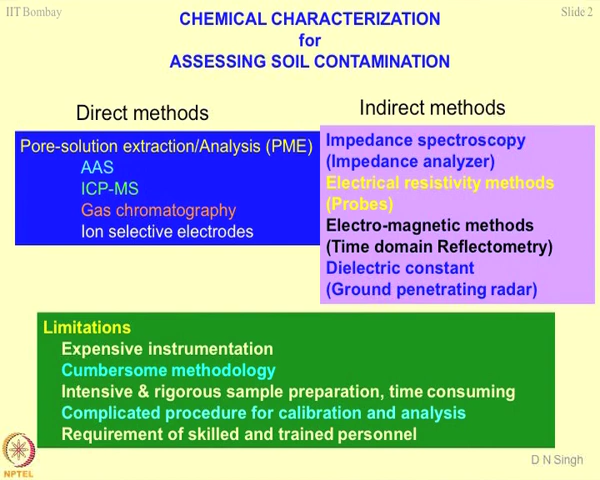 IIT Bombay
Slide 2
CHEMICAL CHARACTERIZATION
for
ASSESSING SOIL CONTAMINATION
Direct methods
Pore-solution extraction/Analysis (PME)
AAS
ICP-MS
Gas chromatography
Ion selective electrodes
Indirect methods
Impedance spectroscopy
(Impedance analyzer)
Electrical resistivity methods
(Probes)
Electro-magnetic methods
(Time domain Reflectometry)
Dielectric constant
(Ground penetrating radar)
Limitations
Expensive instrumentation
Cumbersome methodology
Intensive & rigorous sample preparation, time consuming
Complicated procedure for calibration and analysis
Requirement of skilled and trained personnel
NPTEL
D N Singh